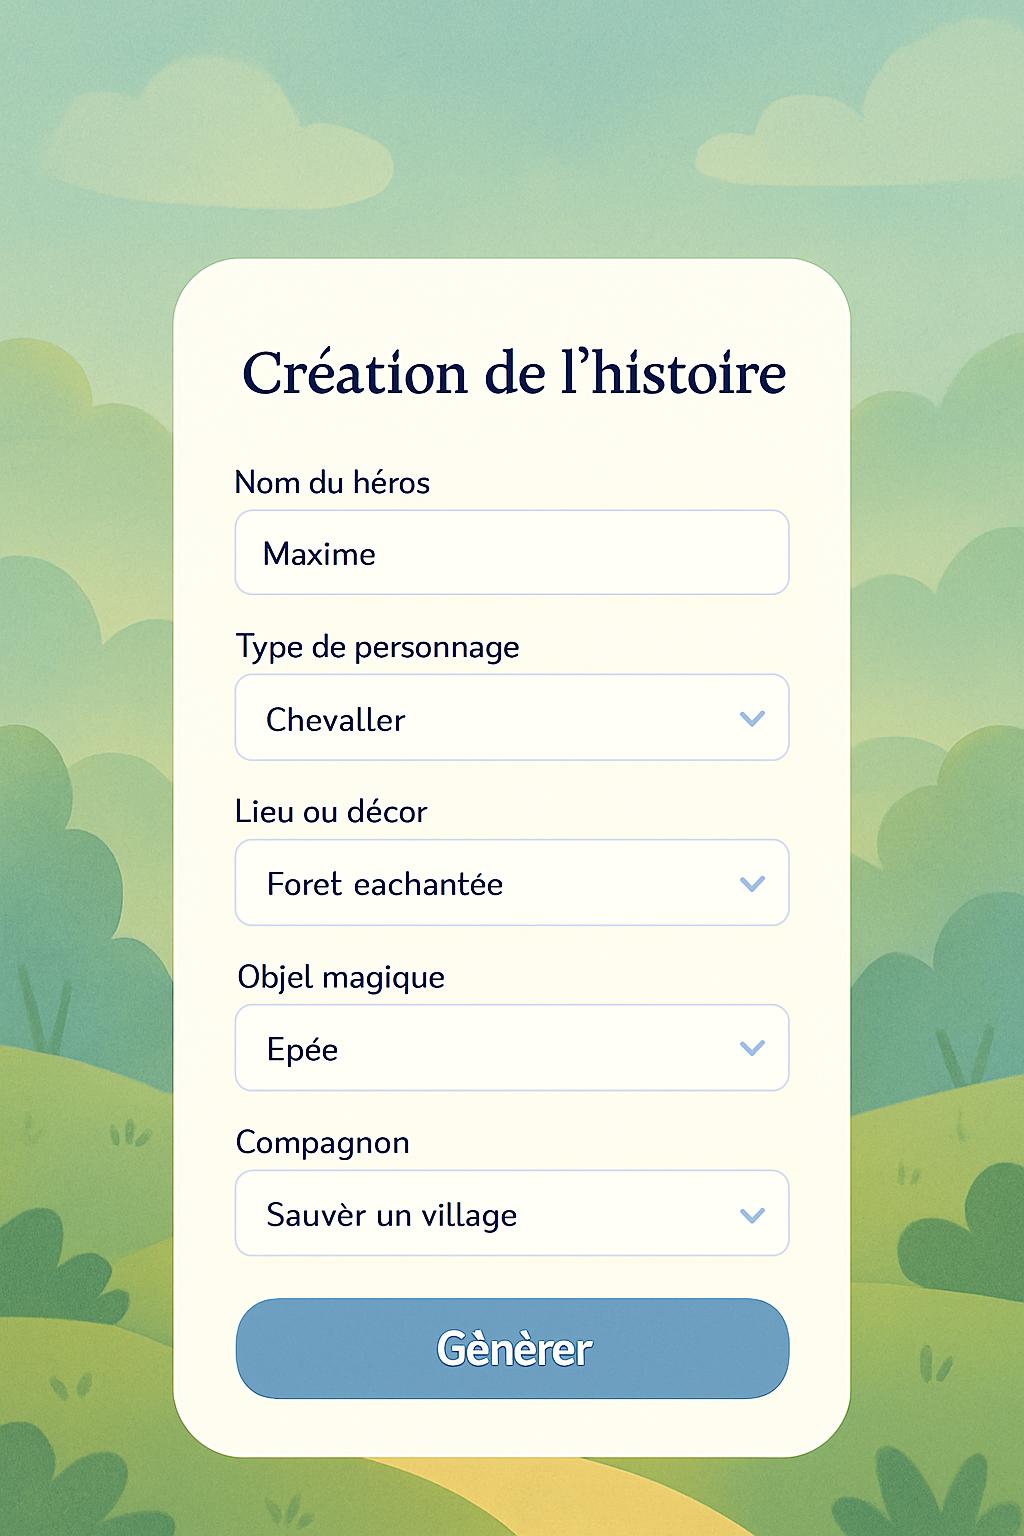 Création de l’histoire
Nom du héros
Maxime
Type de personnage
Chevaller
Lieu ou décor
Foret eachantée
Objel magique
Epée
Compagnon
Sauvèr un village
Gènèrer